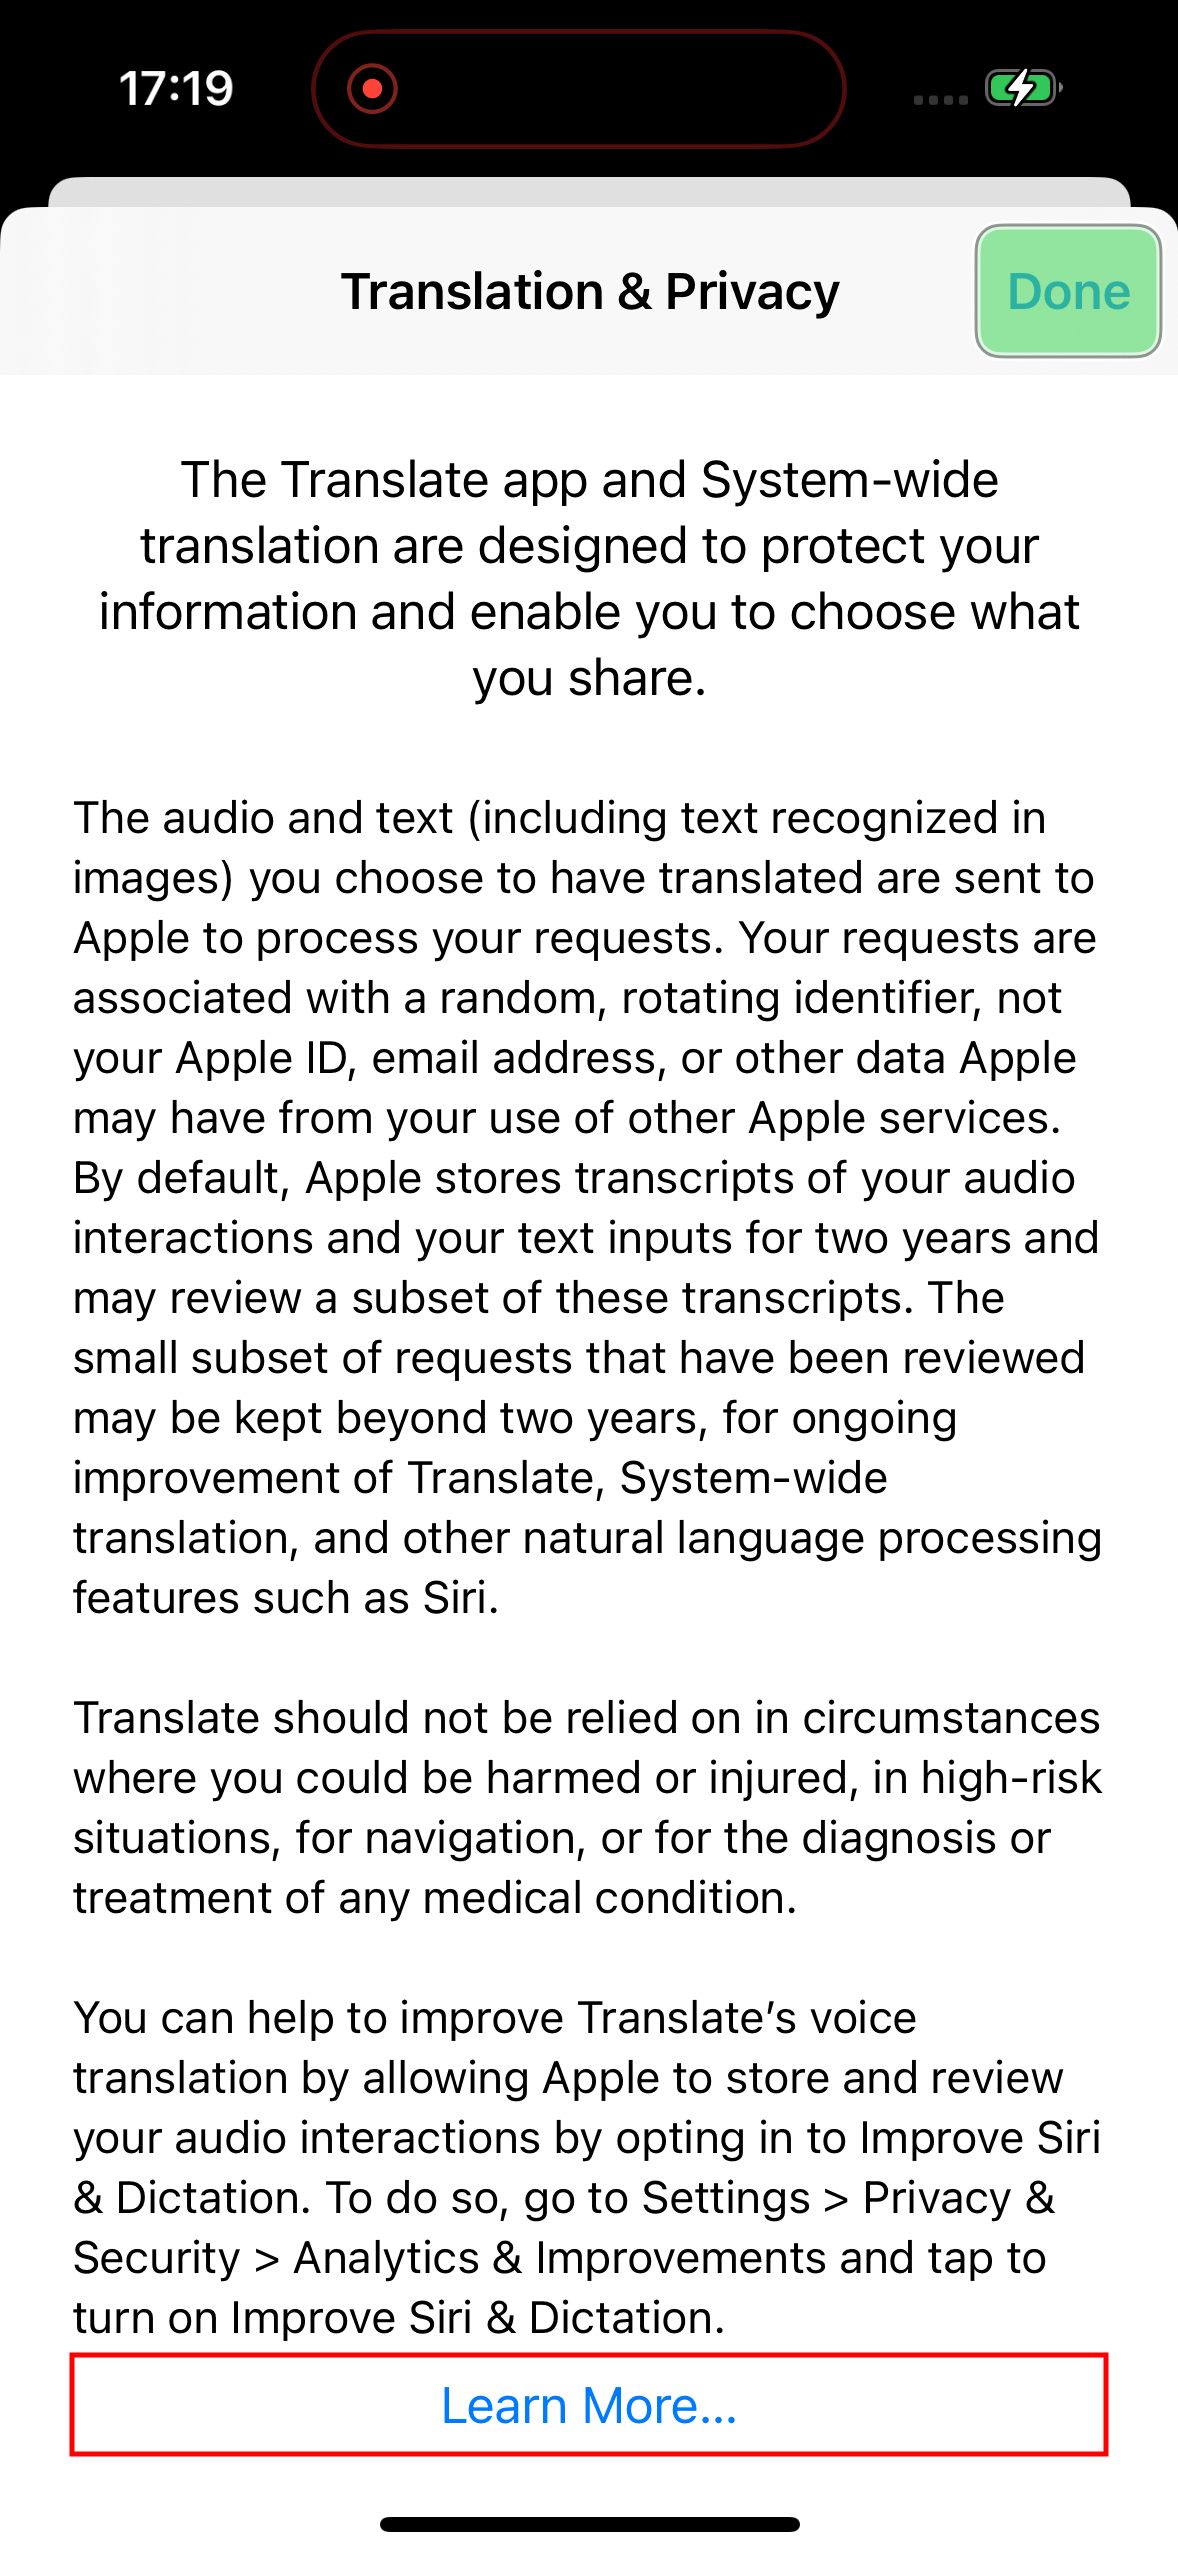 17:19
Translation & Privacy
Done
The Translate app and System-wide
translation are designed to protect your
information and enable you to choose what
you share.
The audio and text (including text recognized in
images) you choose to have translated are sent to
Apple to process your requests. Your requests are
associated with a random, rotating identifier, not
your Apple ID, email address, or other data Apple
may have from your use of other Apple services.
By default, Apple stores transcripts of your audio
interactions and your text inputs for two years and
may review a subset of these transcripts. The
small subset of requests that have been reviewed
may be kept beyond two years, for ongoing
improvement of Translate, System-wide
translation, and other natural language processing
features such as Siri.
Translate should not be relied on in circumstances
where you could be harmed or injured, in high-risk
situations, for navigation, or for the diagnosis or
treatment of any medical condition.
You can help to improve Translate’s voice
translation by allowing Apple to store and review
your audio interactions by opting in to Improve Siri
& Dictation. To do so, go to Settings > Privacy &
Security > Analytics & Improvements and tap to
turn on Improve Siri & Dictation.
Learn More...